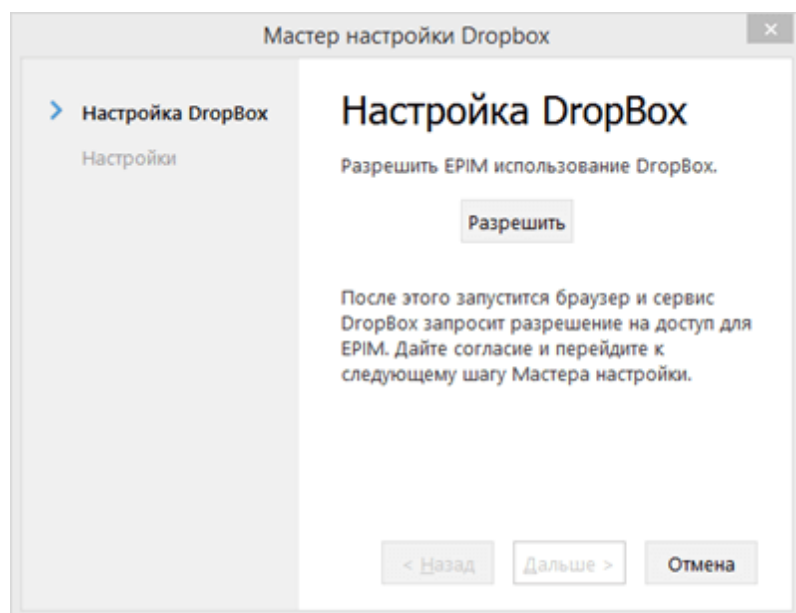 Мастер настройки Dropbox
Настройка DropBox
Настройки
Настройка DropBox
Разрешить EPIM использование DropBox.
Разрешить
После этого запустится браузер и сервис
DropBox запросит разрешение на доступ для
EPIM. Дайте согласие и перейдите к
следующему шагу Мастера настройки.
< Назад
Дальше >
Отмена